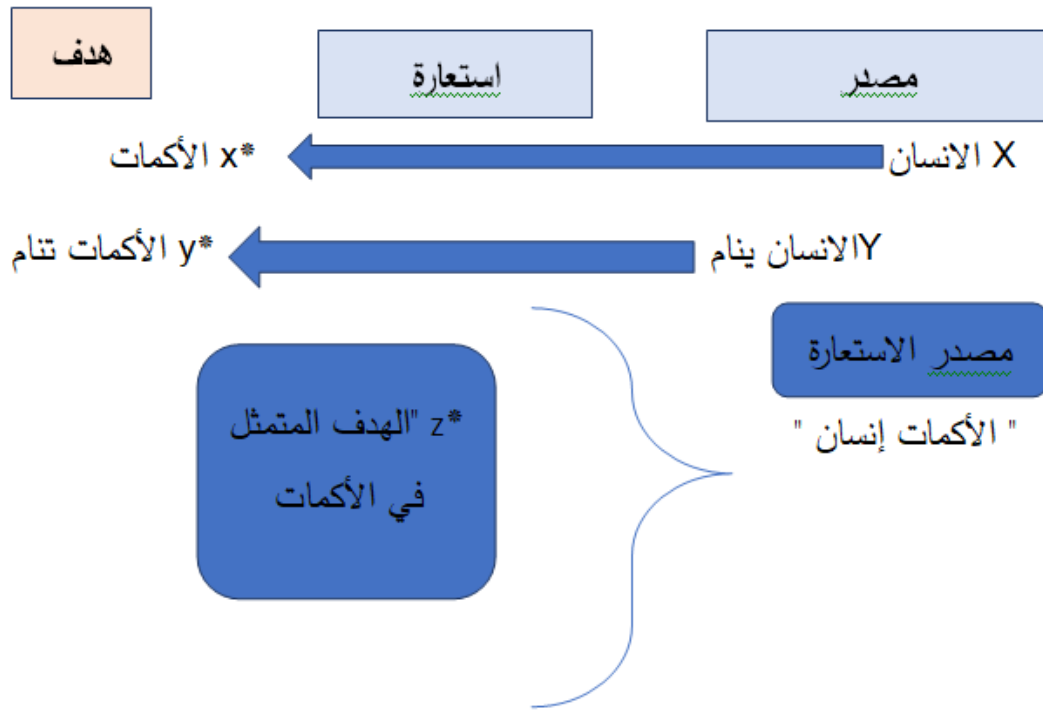 مصدر
استعارة
هدف
X الانسان
*x الأكمات
Yالانسان ينام
*y الأكمات تنام
مصدر الاستعارة
" الأكمات إنسان "
*z "الهدف المتمثل
في الأكمات